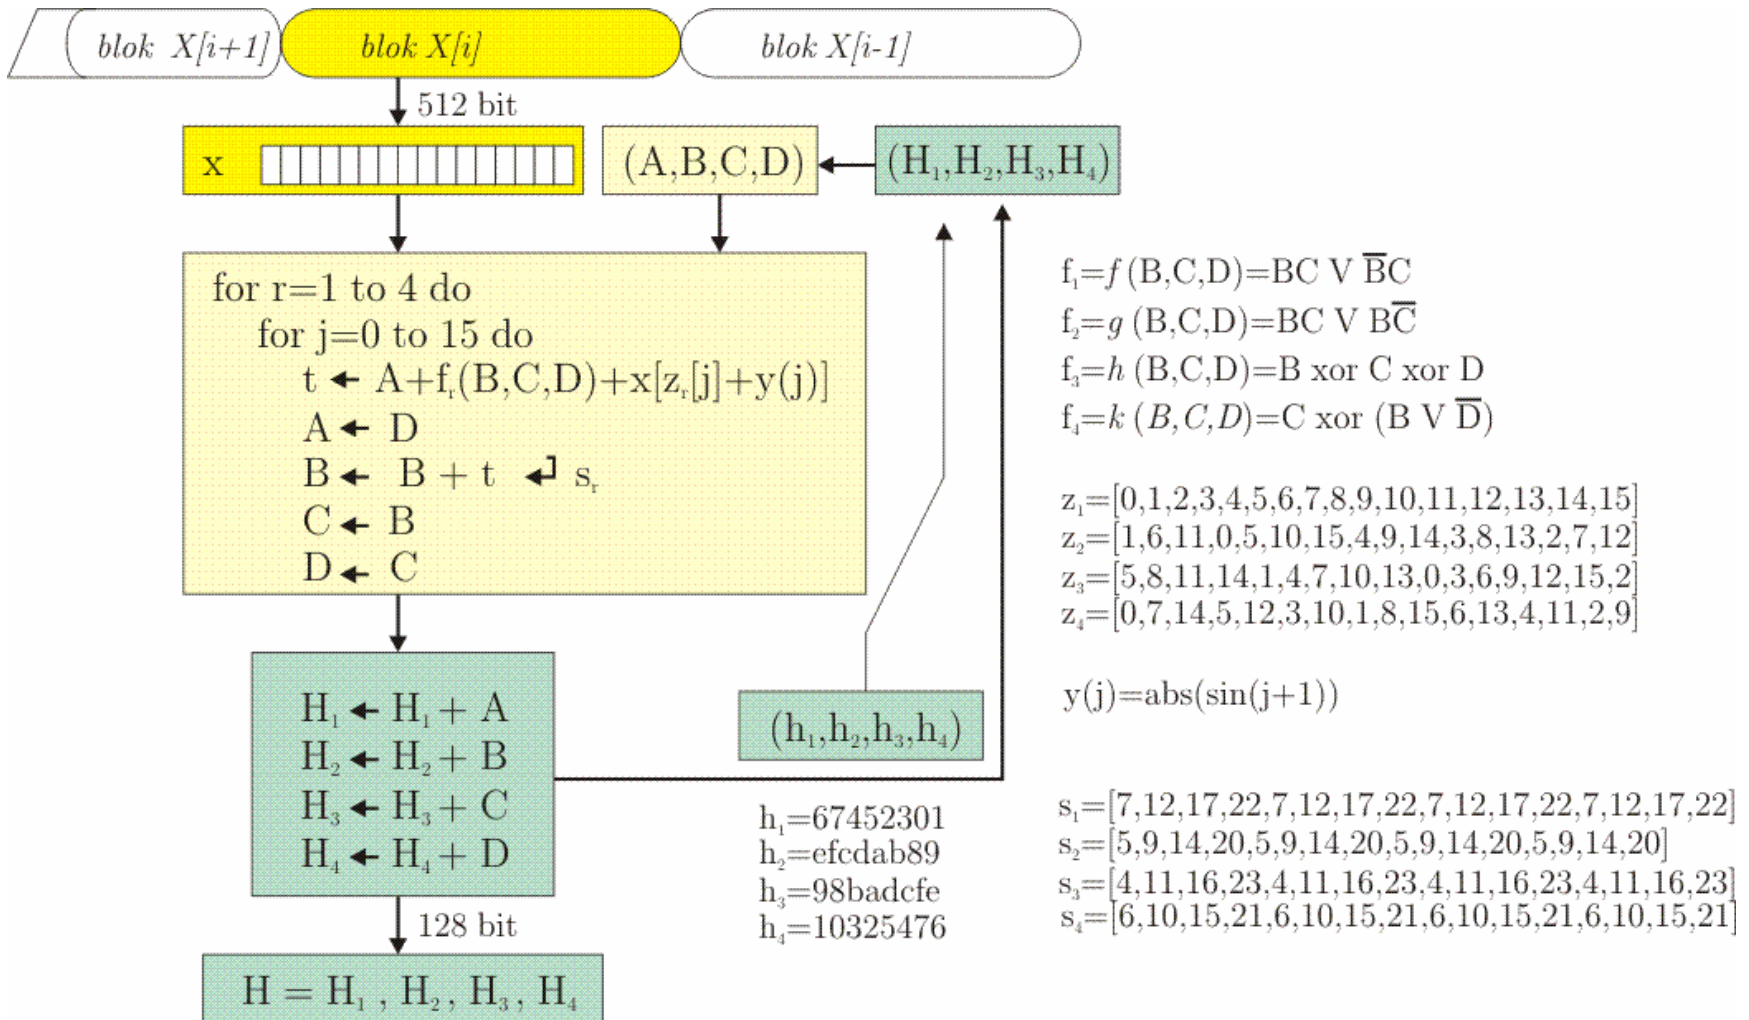 blok X[i+1] blok X[i] blok X[i-1]
512 bit
x (A,B,C,D) (H₁,H₂,H₃,H₄)
for r=1 to 4 do
for j=0 to 15 do
t ← A+fᵣ(B,C,D)+x[zᵣ[j]+y(j)]
A ← D
B ← B + t ↵ sᵣ
C ← B
D ← C
f₁=f (B,C,D)=BC V B̅C
f₂=g (B,C,D)=BC V BC̅
f₃=h (B,C,D)=B xor C xor D
f₄=k (B,C,D)=C xor (B V D̅)
z₁=[0,1,2,3,4,5,6,7,8,9,10,11,12,13,14,15]
z₂=[1,6,11,0,5,10,15,4,9,14,3,8,13,2,7,12]
z₃=[5,8,11,14,1,4,7,10,13,0,3,6,9,12,15,2]
z₄=[0,7,14,5,12,3,10,1,8,15,6,13,4,11,2,9]
y(j)=abs(sin(j+1))
s₁=[7,12,17,22,7,12,17,22,7,12,17,22,7,12,17,22]
s₂=[5,9,14,20,5,9,14,20,5,9,14,20,5,9,14,20]
s₃=[4,11,16,23,4,11,16,23,4,11,16,23,4,11,16,23]
s₄=[6,10,15,21,6,10,15,21,6,10,15,21,6,10,15,21]
(h₁,h₂,h₃,h₄)
h₁=67452301
h₂=efcdab89
h₃=98badcfe
h₄=10325476
H₁ ← H₁ + A
H₂ ← H₂ + B
H₃ ← H₃ + C
H₄ ← H₄ + D
128 bit
H = H₁ , H₂ , H₃ , H₄